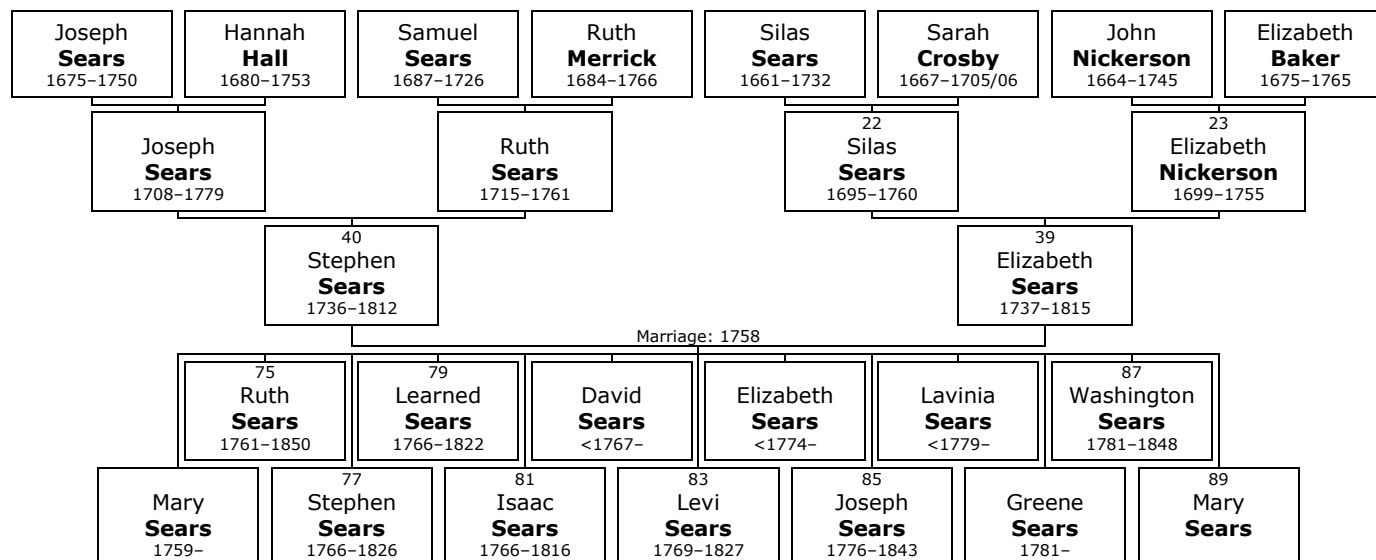 Joseph
Sears
1675–1750
Hannah
Hall
1680–1753
Samuel
Sears
1687–1726
Ruth
Merrick
1684–1766
Silas
Sears
1661–1732
Sarah
Crosby
1667–1705/06
John
Nickerson
1664–1745
Elizabeth
Baker
1675–1765
Joseph
Sears
1708–1779
Ruth
Sears
1715–1761
22
Silas
Sears
1695–1760
23
Elizabeth
Nickerson
1699–1755
40
Stephen
Sears
1736–1812
39
Elizabeth
Sears
1737–1815
Marriage: 1758
75
Ruth
Sears
1761–1850
79
Learned
Sears
1766–1822
David
Sears
<1767–
Elizabeth
Sears
<1774–
Lavinia
Sears
<1779–
87
Washington
Sears
1781–1848
Mary
Sears
1759–
77
Stephen
Sears
1766–1826
81
Isaac
Sears
1766–1816
83
Levi
Sears
1769–1827
85
Joseph
Sears
1776–1843
Greene
Sears
1781–
89
Mary
Sears